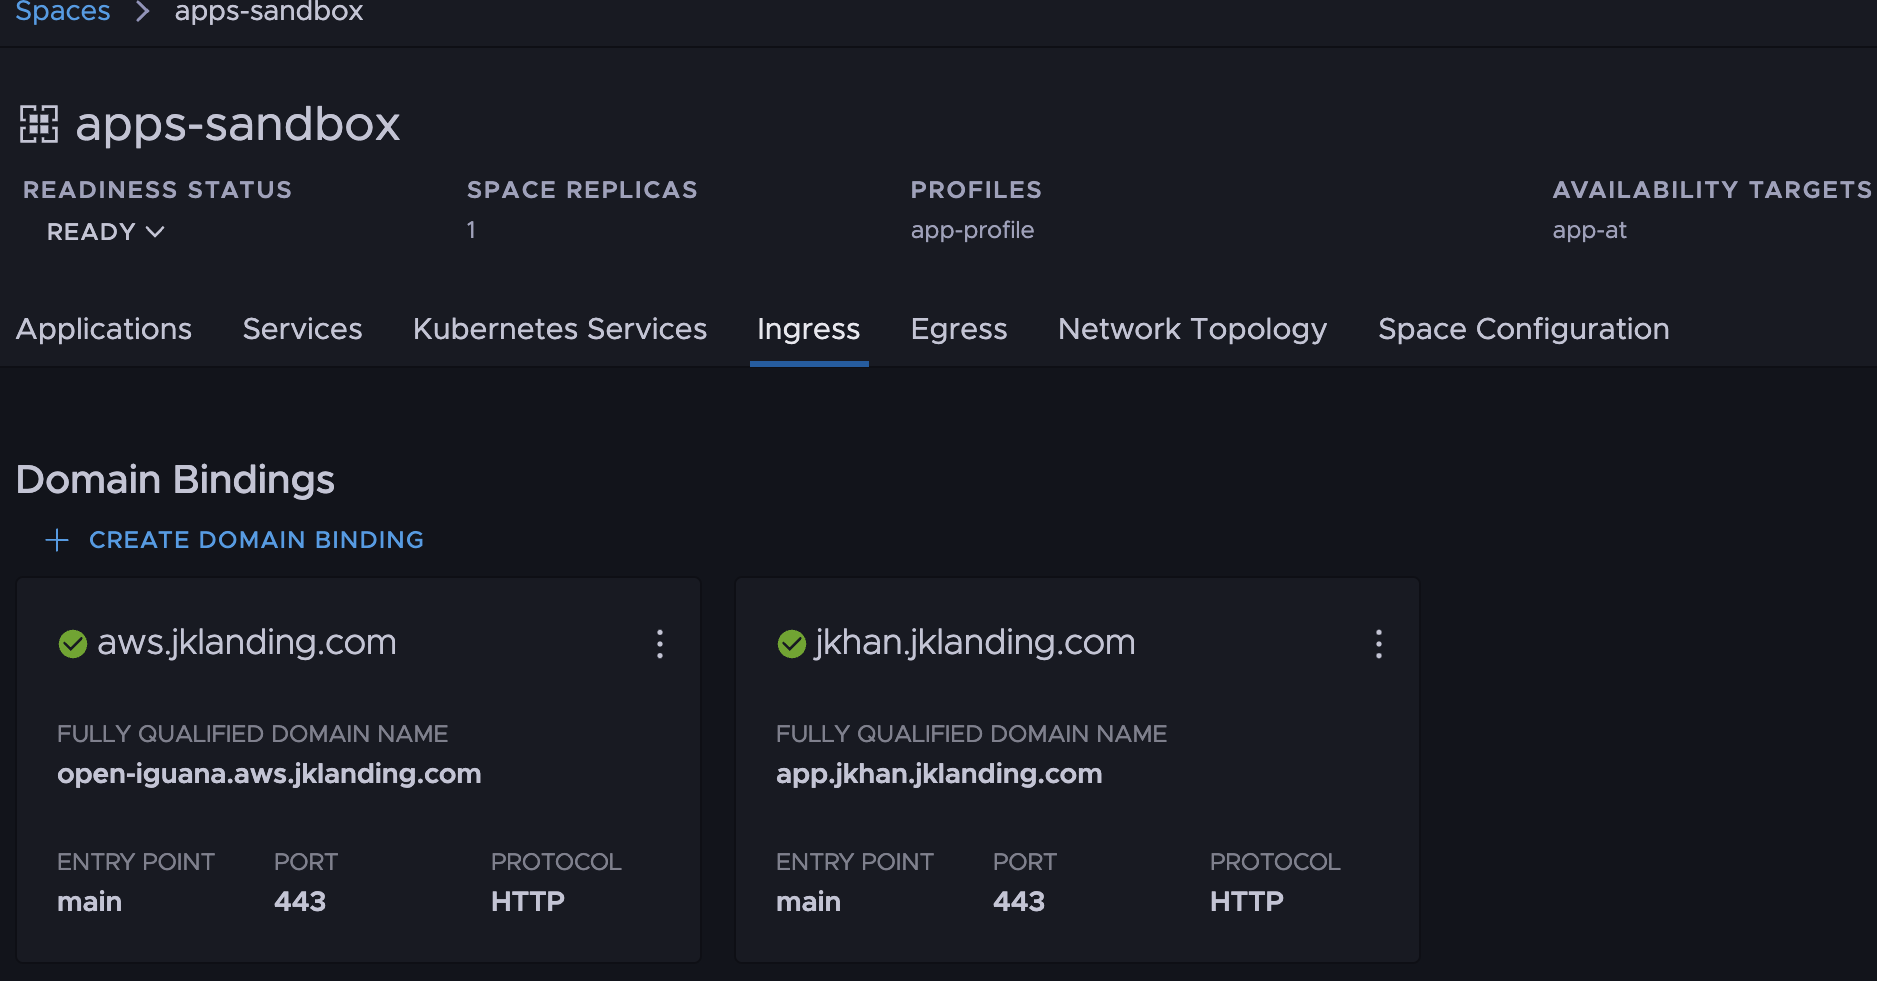 Spaces > apps-sandbox
apps-sandbox
READINESS STATUS SPACE REPLICAS PROFILES AVAILABILITY TARGETS
READY 1 app-profile app-at
Applications Services Kubernetes Services Ingress Egress Network Topology Space Configuration
Domain Bindings
+ CREATE DOMAIN BINDING
aws.jklanding.com
FULLY QUALIFIED DOMAIN NAME
open-iguana.aws.jklanding.com
ENTRY POINT PORT PROTOCOL
main 443 HTTP
jkhan.jklanding.com
FULLY QUALIFIED DOMAIN NAME
app.jkhan.jklanding.com
ENTRY POINT PORT PROTOCOL
main 443 HTTP